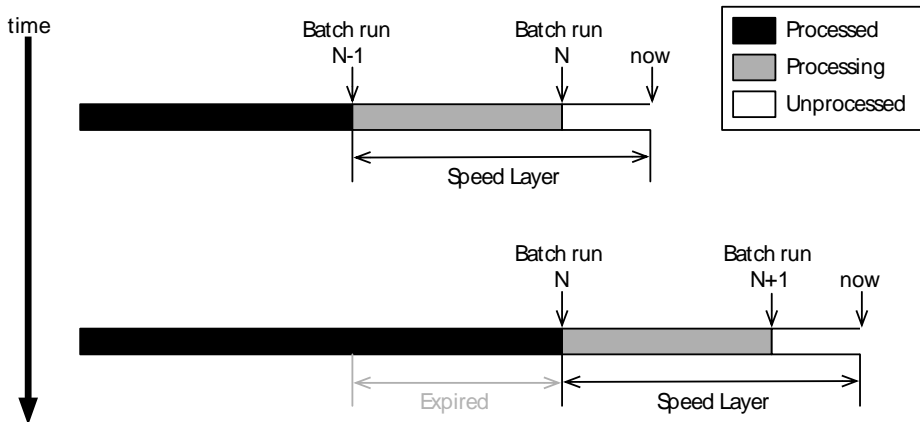 time
Batch run
N-1
Batch run
N
now
Processed
Processing
Unprocessed
Speed Layer
Batch run
N
Batch run
N+1
now
Expired
Speed Layer